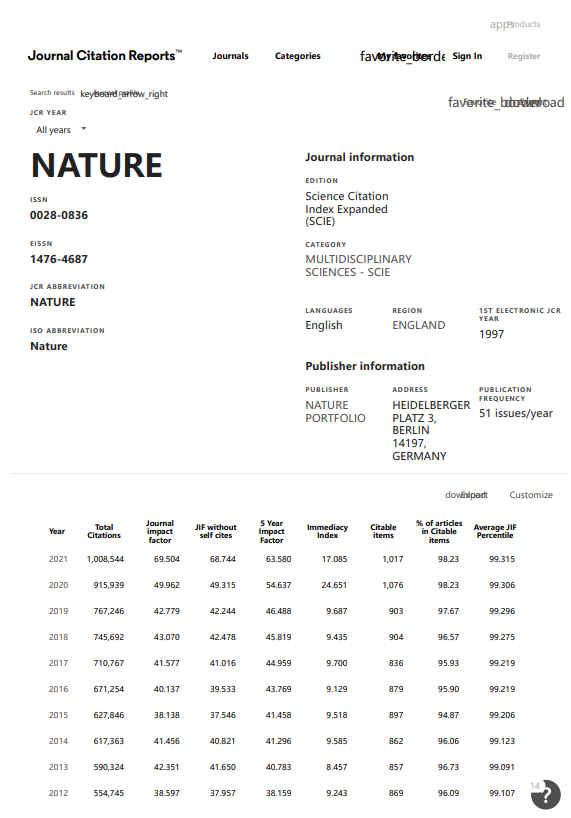 apps Products
Journal Citation Reports™ Journals Categories favorite_border My favorites Sign In Register
Search results keyboard_arrow_right
favorite_border download
JCR YEAR
All years
NATURE
ISSN
0028-0836
EISSN
1476-4687
JCR ABBREVIATION
NATURE
ISO ABBREVIATION
Nature
Journal information
EDITION
Science Citation
Index Expanded
(SCIE)
CATEGORY
MULTIDISCIPLINARY
SCIENCES - SCIE
LANGUAGES
English
REGION
ENGLAND
1ST ELECTRONIC JCR
YEAR
1997
Publisher information
PUBLISHER
NATURE
PORTFOLIO
ADDRESS
HEIDELBERGER
PLATZ 3,
BERLIN
14197,
GERMANY
PUBLICATION
FREQUENCY
51 issues/year
download Export Customize
Year Total Citations Journal impact factor JIF without self cites 5 Year Impact Factor Immediacy Index Citable items % of articles in Citable items Average JIF Percentile
2021 1,008,544 69.504 68.744 63.580 17.085 1,017 98.23 99.315
2020 915,939 49.962 49.315 54.637 24.651 1,076 98.23 99.306
2019 767,246 42.779 42.244 46.488 9.687 903 97.67 99.296
2018 745,692 43.070 42.478 45.819 9.435 904 96.57 99.275
2017 710,767 41.577 41.016 44.959 9.700 836 95.93 99.219
2016 671,254 40.137 39.533 43.769 9.129 879 95.90 99.219
2015 627,846 38.138 37.546 41.458 9.518 897 94.87 99.206
2014 617,363 41.456 40.821 41.296 9.585 862 96.06 99.123
2013 590,324 42.351 41.650 40.783 8.457 857 96.73 99.091
2012 554,745 38.597 37.957 38.159 9.243 869 96.09 99.107
14
?